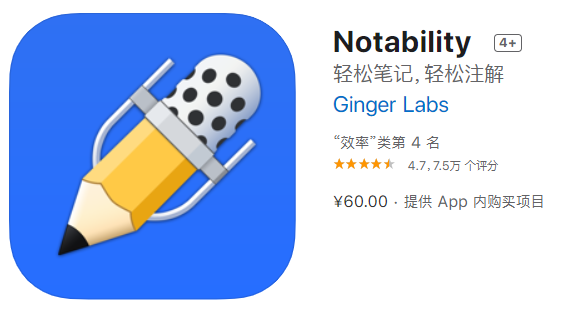 Notability 4+
轻松笔记, 轻松注解
Ginger Labs
“效率”类第 4 名
4.7, 7.5万 个评分
¥60.00 · 提供 App 内购买项目